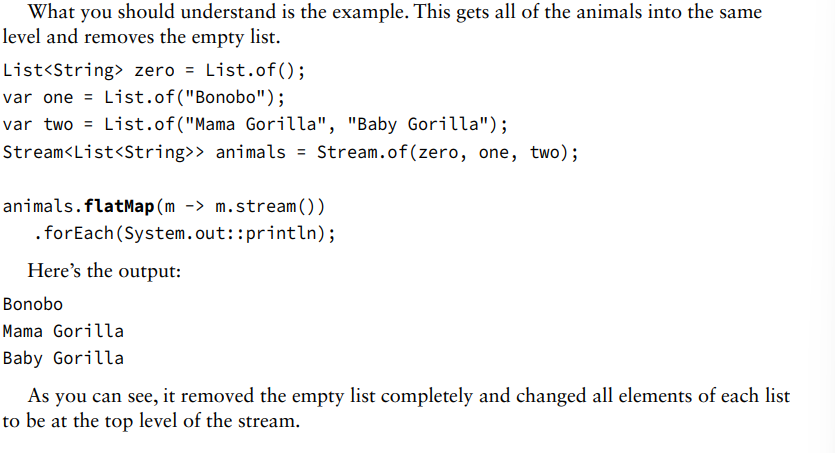 What you should understand is the example. This gets all of the animals into the same
level and removes the empty list.
List<String> zero = List.of();
var one = List.of("Bonobo");
var two = List.of("Mama Gorilla", "Baby Gorilla");
Stream<List<String>> animals = Stream.of(zero, one, two);
animals.flatMap(m -> m.stream())
   .forEach(System.out::println);
Here’s the output:
Bonobo
Mama Gorilla
Baby Gorilla
As you can see, it removed the empty list completely and changed all elements of each list
to be at the top level of the stream.